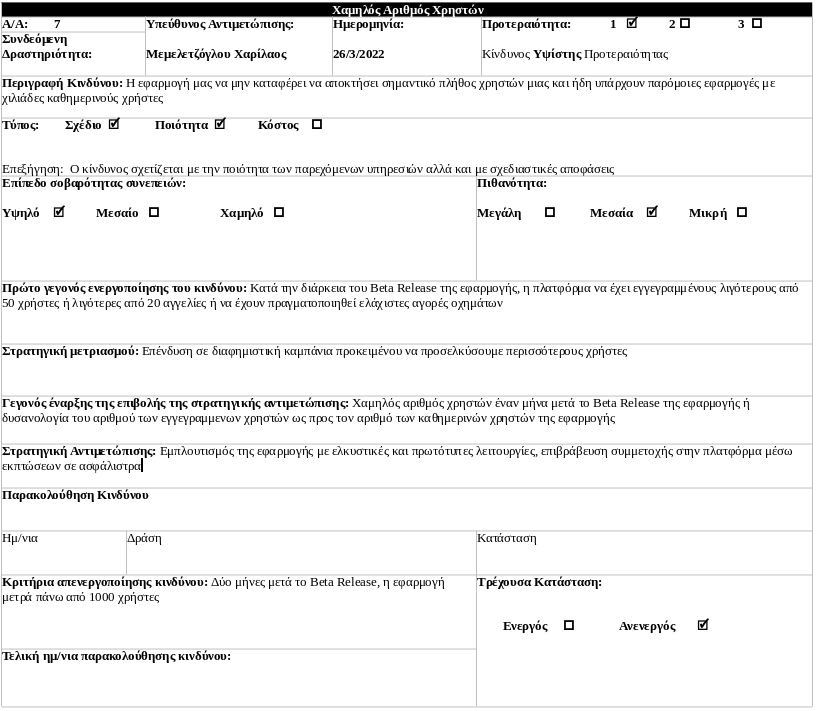 Χαμηλός Αριθμός Χρηστών
Α/Α: 7 Υπεύθυνος Αντιμετώπισης: Ημερομηνία: Προτεραιότητα: 1 ☑ 2 ☐ 3 ☐
Συνδεόμενη
Δραστηριότητα: Μεμελετζόγλου Χαρίλαος 26/3/2022 Κίνδυνος Υψίστης Προτεραιότητας
Περιγραφή Κινδύνου: Η εφαρμογή μας να μην καταφέρει να αποκτήσει σημαντικό πλήθος χρηστών μιας και ήδη υπάρχουν παρόμοιες εφαρμογές με
χιλιάδες καθημερινούς χρήστες
Τύπος: Σχέδιο ☑ Ποιότητα ☑ Κόστος ☐
Επεξήγηση: Ο κίνδυνος σχετίζεται με την ποιότητα των παρεχόμενων υπηρεσιών αλλά και με σχεδιαστικές αποφάσεις
Επίπεδο σοβαρότητας συνεπειών: Πιθανότητα:
Υψηλό ☑ Μεσαίο ☐ Χαμηλό ☐ Μεγάλη ☐ Μεσαία ☑ Μικρή ☐
Πρώτο γεγονός ενεργοποίησης του κινδύνου: Κατά την διάρκεια του Beta Release της εφαρμογής, η πλατφόρμα να έχει εγγεγραμμένους λιγότερους από
50 χρήστες ή λιγότερες από 20 αγγελίες ή να έχουν πραγματοποιηθεί ελάχιστες αγορές οχημάτων
Στρατηγική μετριασμού: Επένδυση σε διαφημιστική καμπάνια προκειμένου να προσελκύσουμε περισσότερους χρήστες
Γεγονός έναρξης της επιβολής της στρατηγικής αντιμετώπισης: Χαμηλός αριθμός χρηστών έναν μήνα μετά το Beta Release της εφαρμογής ή
δυσανολογία του αριθμού των εγγεγραμμενων χρηστών ως προς τον αριθμό των καθημερινών χρηστών της εφαρμογής
Στρατηγική Αντιμετώπισης: Εμπλουτισμός της εφαρμογής με ελκυστικές και πρωτότυπες λειτουργίες, επιβράβευση συμμετοχής στην πλατφόρμα μέσω
εκπτώσεων σε ασφάλιστρα
Παρακολούθηση Κινδύνου
Ημ/νια Δράση Κατάσταση
Κριτήρια απενεργοποίησης κινδύνου: Δύο μήνες μετά το Beta Release, η εφαρμογή Τρέχουσα Κατάσταση:
μετρά πάνω από 1000 χρήστες
Ενεργός ☐ Ανενεργός ☑
Τελική ημ/νια παρακολούθησης κινδύνου: